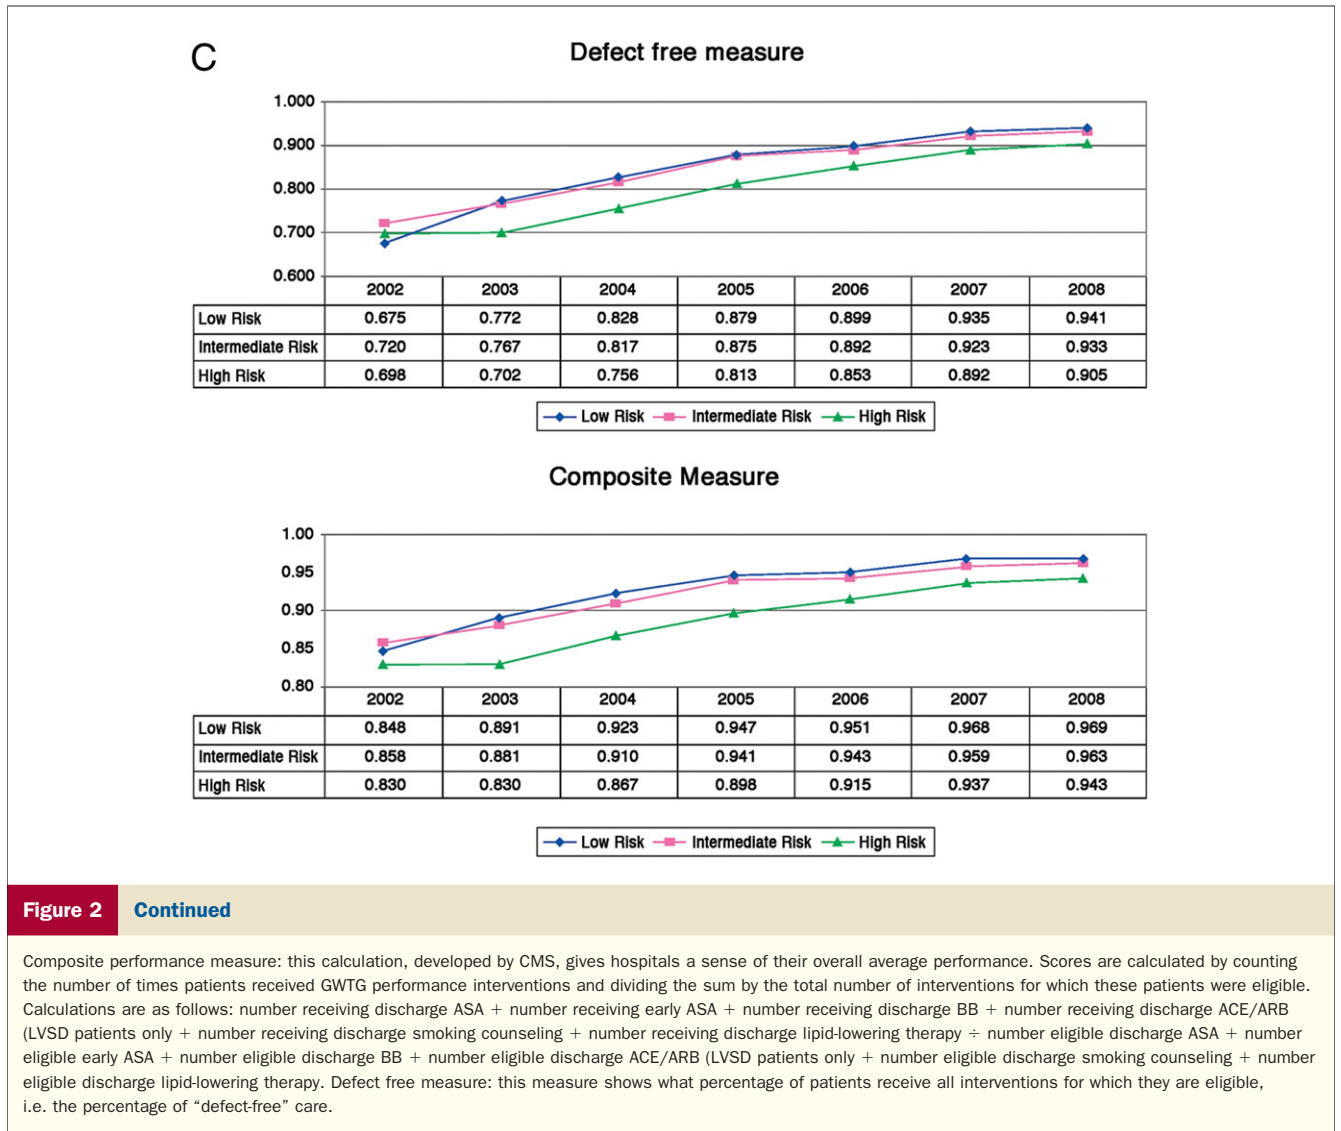 C
Defect free measure
1.000
0.900
0.800
0.700
0.600
2002 2003 2004 2005 2006 2007 2008
Low Risk 0.675 0.772 0.828 0.879 0.899 0.935 0.941
Intermediate Risk 0.720 0.767 0.817 0.875 0.892 0.923 0.933
High Risk 0.698 0.702 0.756 0.813 0.853 0.892 0.905
Low Risk Intermediate Risk High Risk
Composite Measure
1.00
0.95
0.90
0.85
0.80
2002 2003 2004 2005 2006 2007 2008
Low Risk 0.848 0.891 0.923 0.947 0.951 0.968 0.969
Intermediate Risk 0.858 0.881 0.910 0.941 0.943 0.959 0.963
High Risk 0.830 0.830 0.867 0.898 0.915 0.937 0.943
Low Risk Intermediate Risk High Risk
Figure 2 Continued
Composite performance measure: this calculation, developed by CMS, gives hospitals a sense of their overall average performance. Scores are calculated by counting
the number of times patients received GWTG performance interventions and dividing the sum by the total number of interventions for which these patients were eligible.
Calculations are as follows: number receiving discharge ASA + number receiving early ASA + number receiving discharge BB + number receiving discharge ACE/ARB
(LVSD patients only + number receiving discharge smoking counseling + number receiving discharge lipid-lowering therapy ÷ number eligible discharge ASA + number
eligible early ASA + number eligible discharge BB + number eligible discharge ACE/ARB (LVSD patients only + number eligible discharge smoking counseling + number
eligible discharge lipid-lowering therapy. Defect free measure: this measure shows what percentage of patients receive all interventions for which they are eligible,
i.e. the percentage of “defect-free” care.